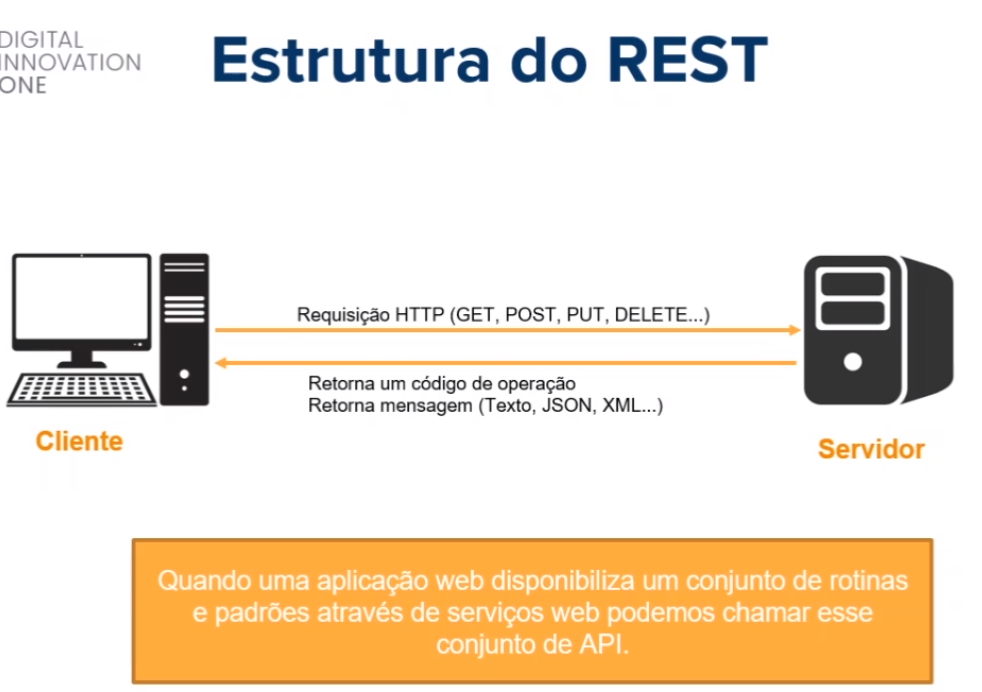 DIGITAL
INNOVATION
ONE
Estrutura do REST
Requisição HTTP (GET, POST, PUT, DELETE...)
Retorna um código de operação
Retorna mensagem (Texto, JSON, XML...)
Cliente
Servidor
Quando uma aplicação web disponibiliza um conjunto de rotinas
e padrões através de serviços web podemos chamar esse
conjunto de API.